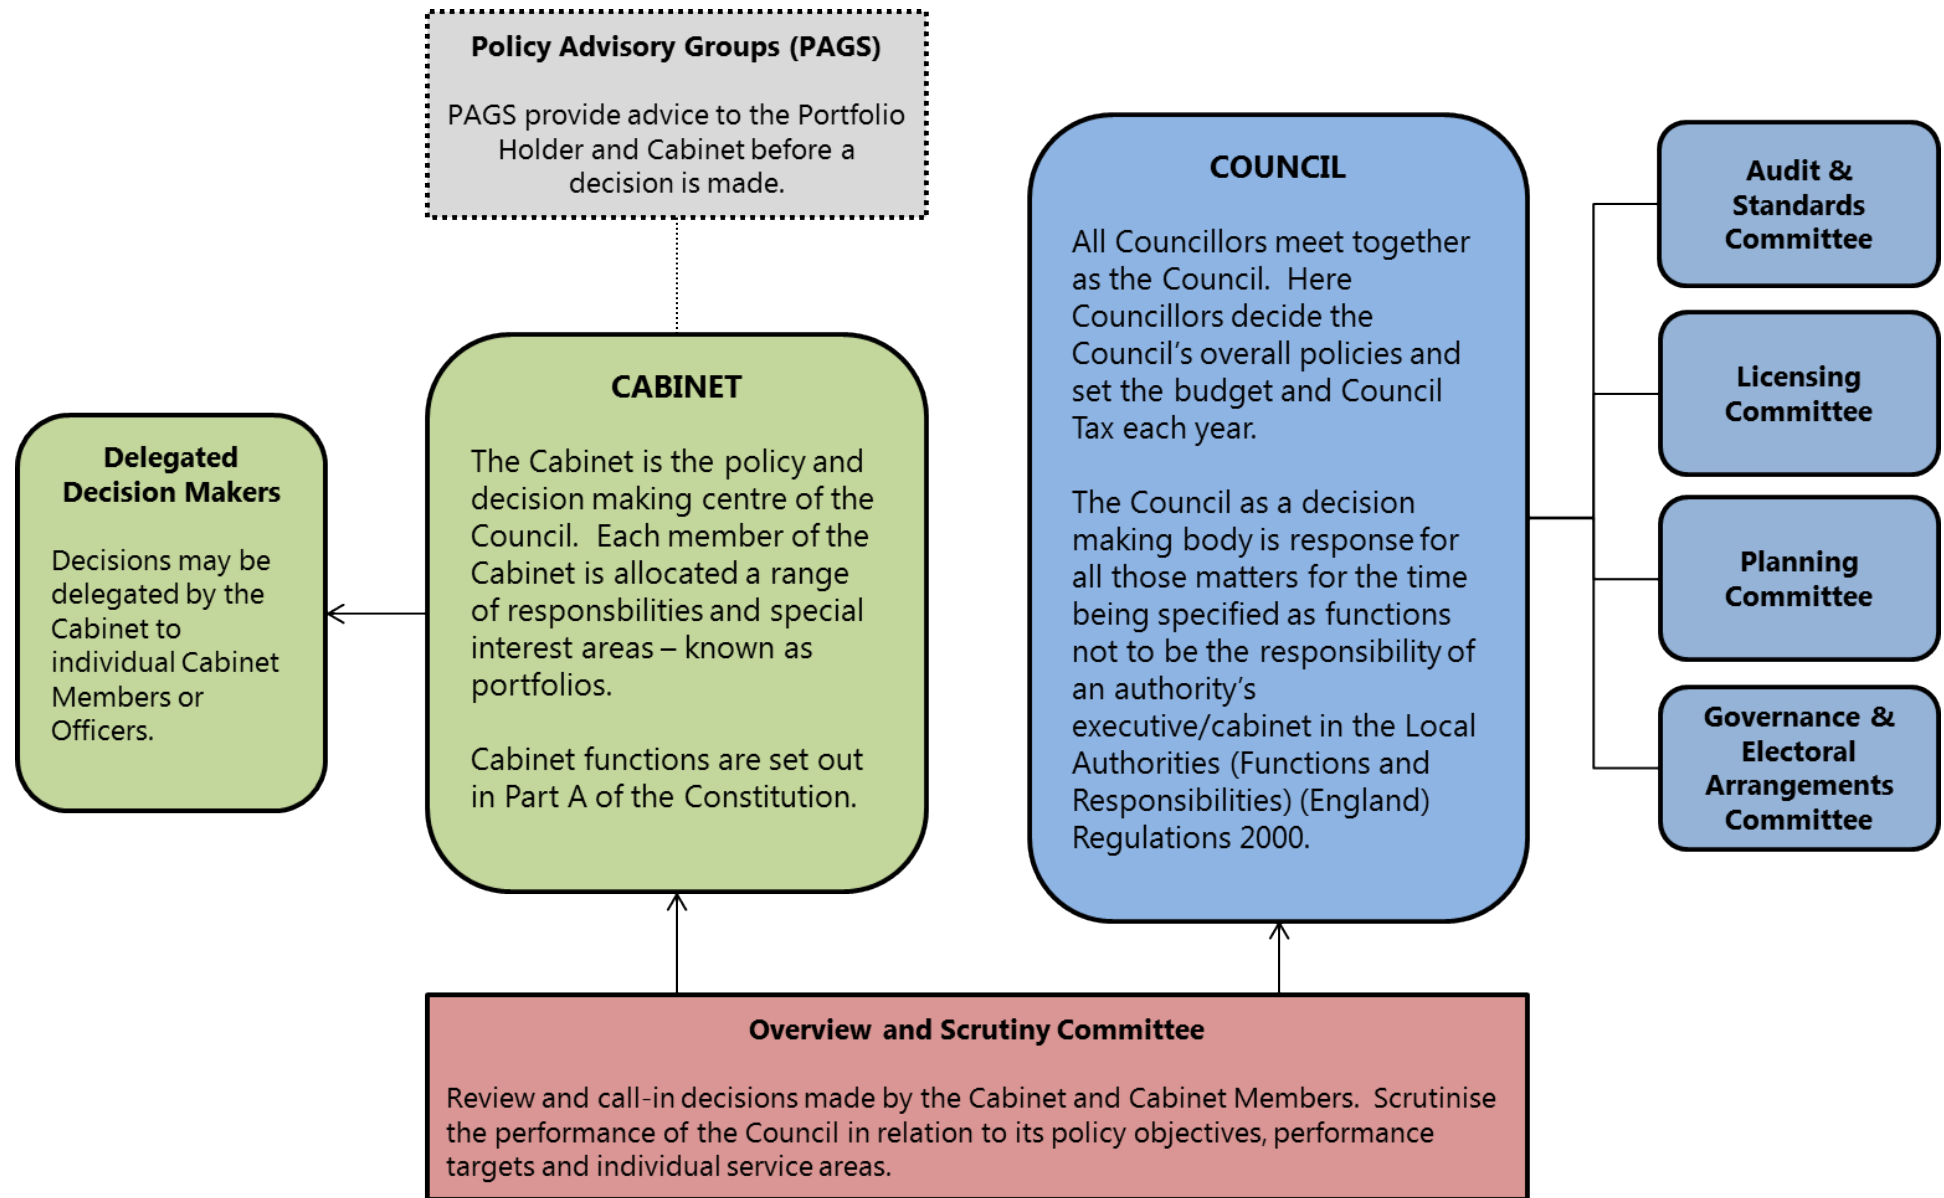 Policy Advisory Groups (PAGS)
PAGS provide advice to the Portfolio
Holder and Cabinet before a
decision is made.
Delegated
Decision Makers
Decisions may be
delegated by the
Cabinet to
individual Cabinet
Members or
Officers.
CABINET
The Cabinet is the policy and
decision making centre of the
Council.  Each member of the
Cabinet is allocated a range
of responsbilities and special
interest areas – known as
portfolios.
Cabinet functions are set out
in Part A of the Constitution.
COUNCIL
All Councillors meet together
as the Council.  Here
Councillors decide the
Council’s overall policies and
set the budget and Council
Tax each year.
The Council as a decision
making body is response for
all those matters for the time
being specified as functions
not to be the responsibility of
an authority’s
executive/cabinet in the Local
Authorities (Functions and
Responsibilities) (England)
Regulations 2000.
Audit &
Standards
Committee
Licensing
Committee
Planning
Committee
Governance &
Electoral
Arrangements
Committee
Overview and Scrutiny Committee
Review and call-in decisions made by the Cabinet and Cabinet Members.  Scrutinise
the performance of the Council in relation to its policy objectives, performance
targets and individual service areas.